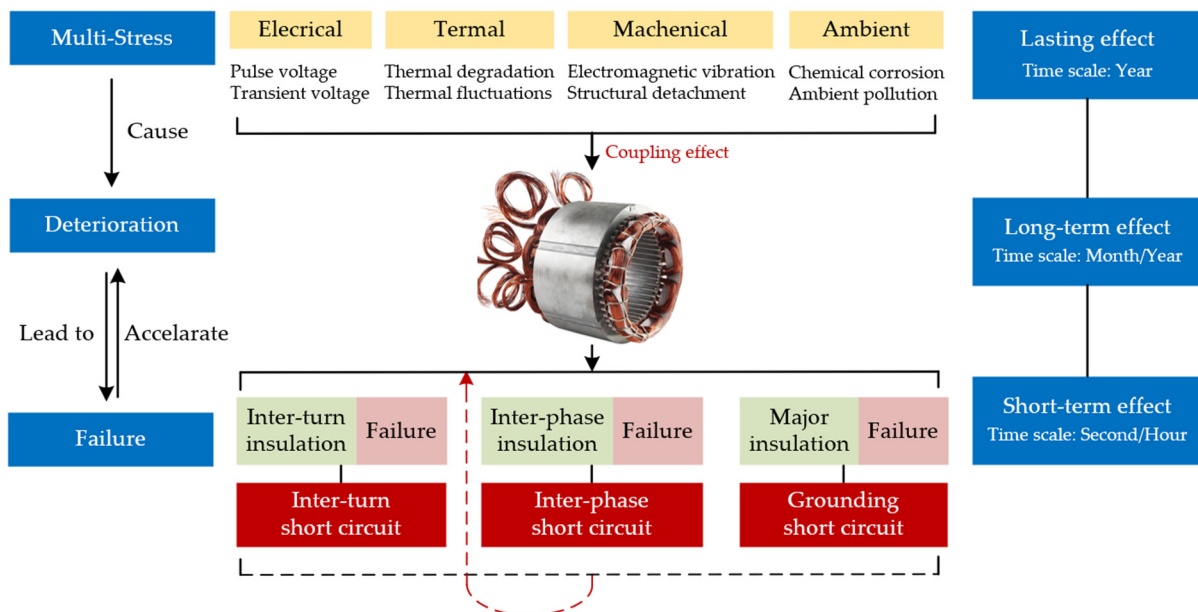 Multi-Stress
Cause
Deterioration
Lead to
Accelarate
Failure
Elecrical
Pulse voltage
Transient voltage
Termal
Thermal degradation
Thermal fluctuations
Machenical
Electromagnetic vibration
Structural detachment
Ambient
Chemical corrosion
Ambient pollution
Coupling effect
Inter-turn
insulation
Failure
Inter-turn
short circuit
Inter-phase
insulation
Failure
Inter-phase
short circuit
Major
insulation
Failure
Grounding
short circuit
Lasting effect
Time scale: Year
Long-term effect
Time scale: Month/Year
Short-term effect
Time scale: Second/Hour